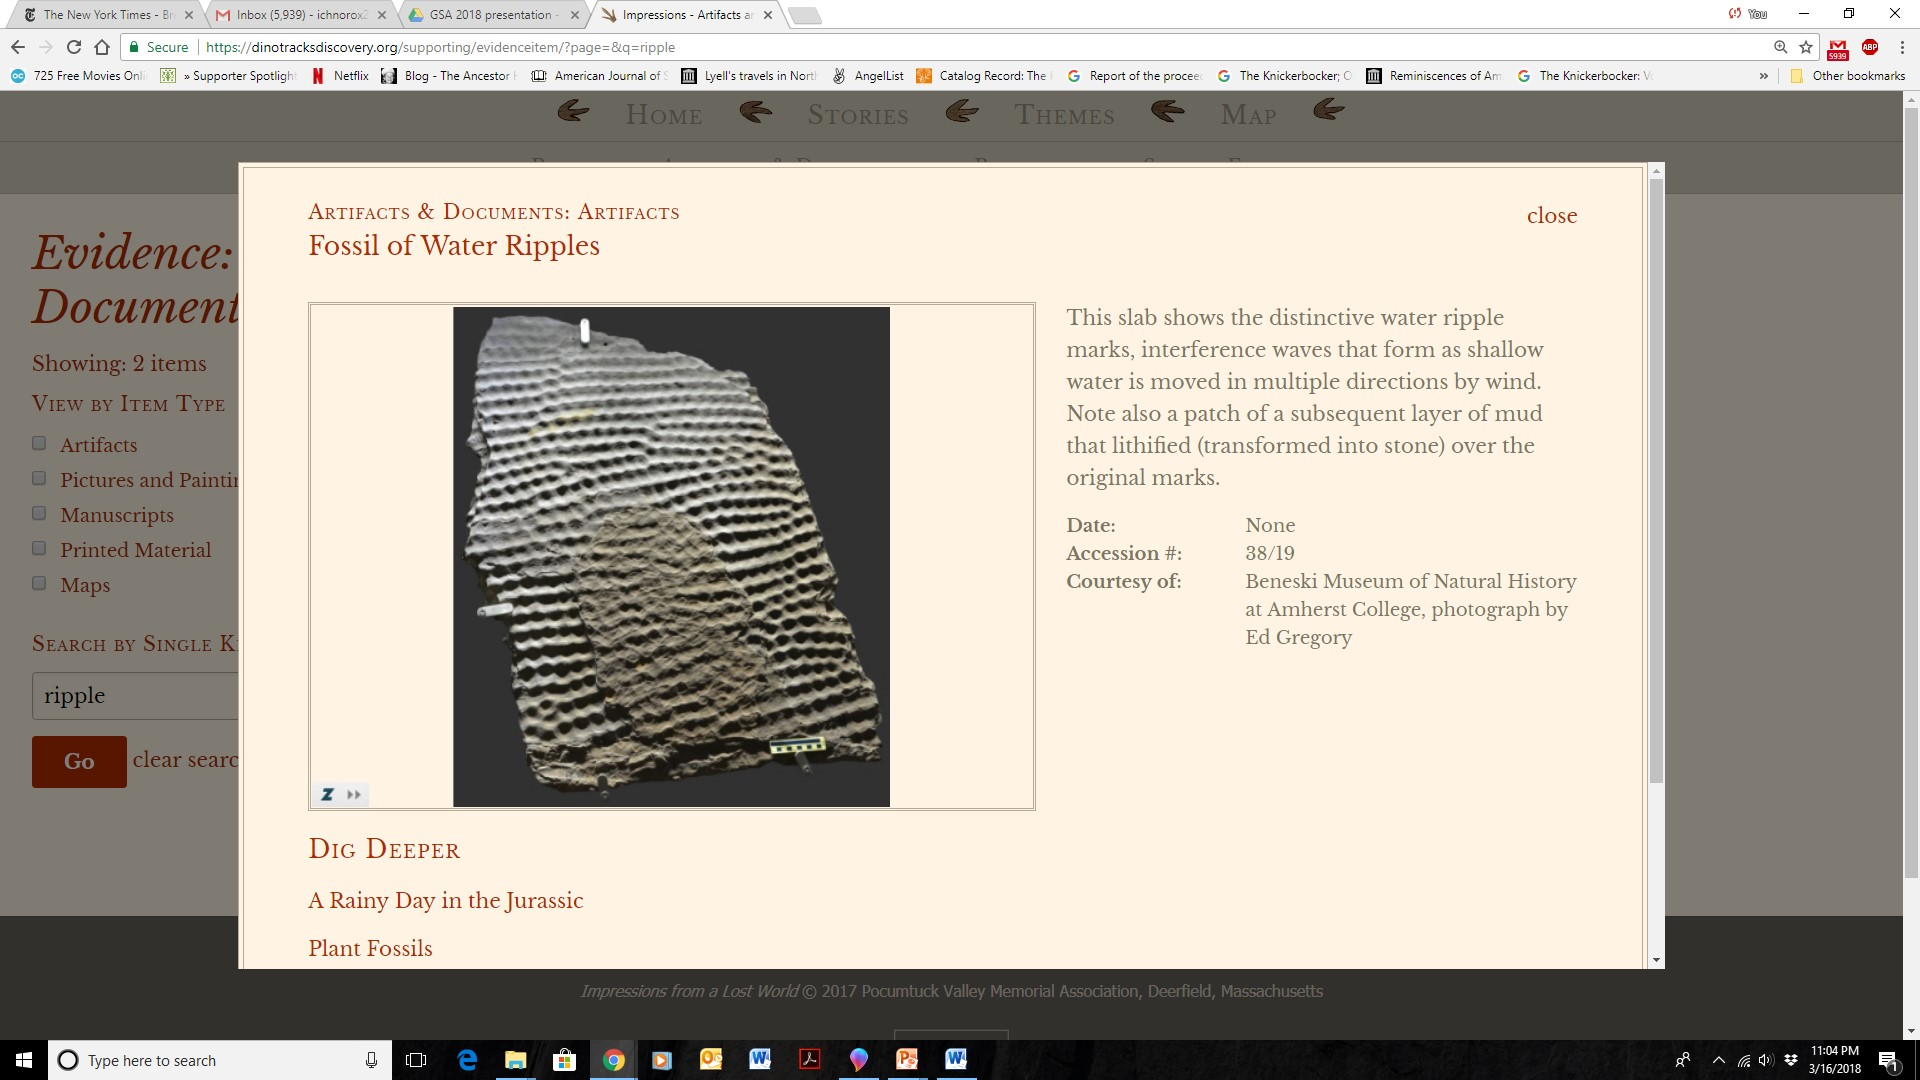 The New York Times - Br
Inbox (5,939) - ichnorox2
GSA 2018 presentation -
Impressions - Artifacts an
You
Secure
https://dinotracksdiscovery.org/supporting/evidenceitem/?page=&q=ripple
5939
ABP
725 Free Movies Onli
» Supporter Spotlight
Netflix
Blog - The Ancestor H
American Journal of S
Lyell's travels in North
AngelList
Catalog Record: The
Report of the procee
The Knickerbocker; O
Reminiscences of Am
The Knickerbocker: V
»
Other bookmarks
Home
Stories
Themes
Map
Evidence:
Document
Showing: 2 items
View by Item Type
Artifacts
Pictures and Paintin
Manuscripts
Printed Material
Maps
Search by Single K
ripple
Go
clear searc
Artifacts & Documents: Artifacts
close
Fossil of Water Ripples
This slab shows the distinctive water ripple
marks, interference waves that form as shallow
water is moved in multiple directions by wind.
Note also a patch of a subsequent layer of mud
that lithified (transformed into stone) over the
original marks.
Date: None
Accession #: 38/19
Courtesy of: Beneski Museum of Natural History
at Amherst College, photograph by
Ed Gregory
Z
Dig Deeper
A Rainy Day in the Jurassic
Plant Fossils
Impressions from a Lost World © 2017 Pocumtuck Valley Memorial Association, Deerfield, Massachusetts
Type here to search
11:04 PM
3/16/2018
1